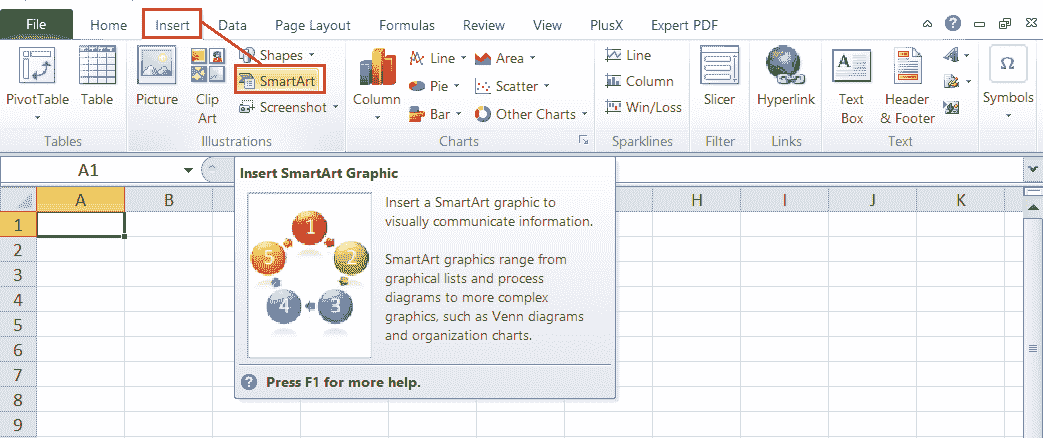 File Home Insert Data Page Layout Formulas Review View PlusX Expert PDF
PivotTable
Table
Picture
Clip
Art
Shapes
SmartArt
Screenshot
Column
Line
Pie
Bar
Area
Scatter
Other Charts
Line
Column
Win/Loss
Slicer
Hyperlink
Text
Box
Header
& Footer
Symbols
Tables Illustrations Charts Sparklines Filter Links Text
A1
Insert SmartArt Graphic
Insert a SmartArt graphic to
visually communicate information.
SmartArt graphics range from
graphical lists and process
diagrams to more complex
graphics, such as Venn diagrams
and organization charts.
1
2
3
4
5
Press F1 for more help.
A B H I J K
1
2
3
4
5
6
7
8
9